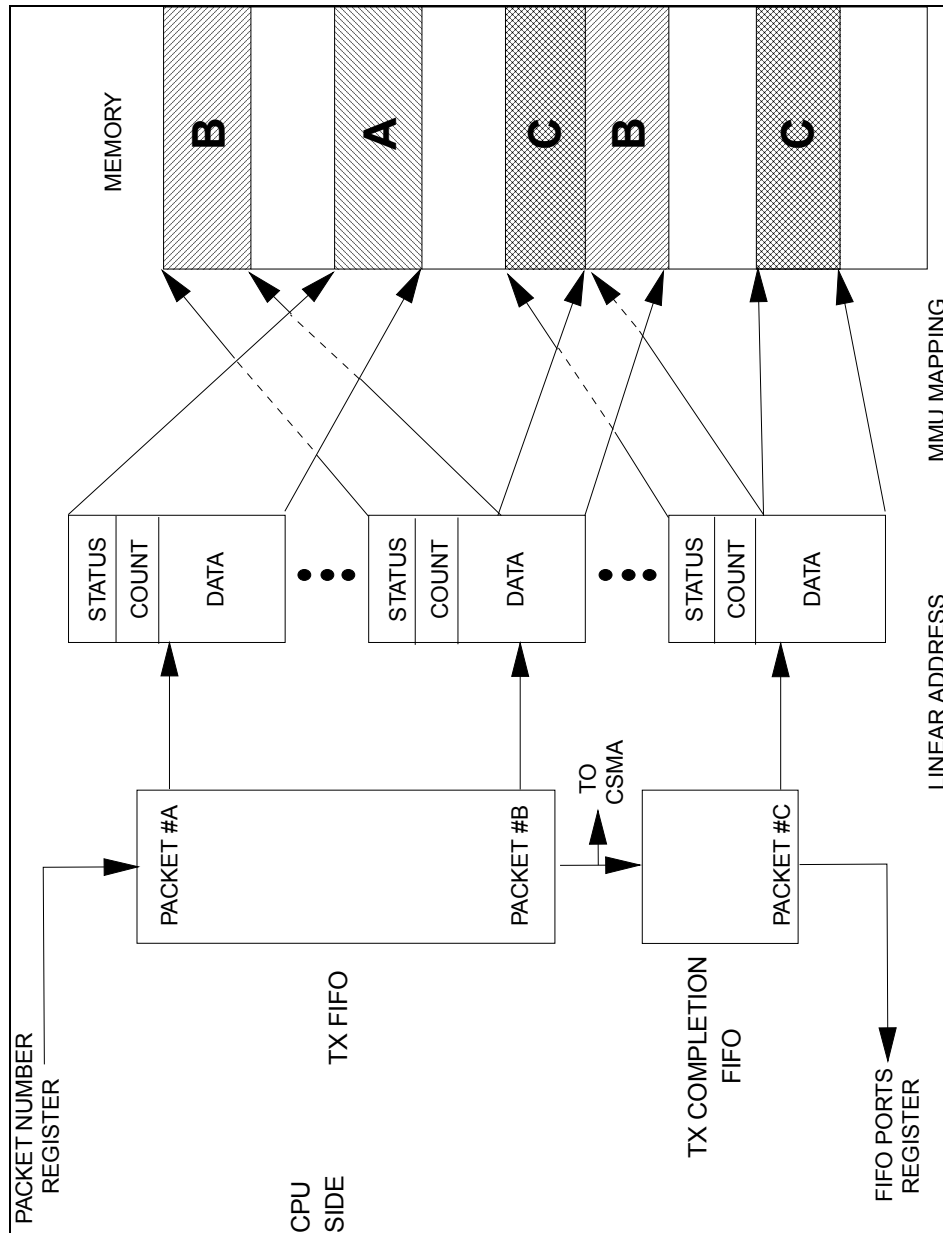 PACKET NUMBER
REGISTER
CPU
SIDE
TX FIFO
PACKET #A
PACKET #B
TO
CSMA
TX COMPLETION
FIFO
PACKET #C
FIFO PORTS
REGISTER
STATUS
COUNT
DATA
STATUS
COUNT
DATA
STATUS
COUNT
DATA
LINEAR ADDRESS
MMU MAPPING
MEMORY
B
A
C
B
C